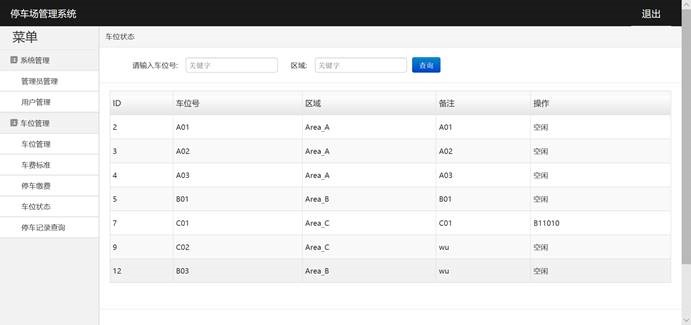 停车场管理系统 退出
菜单
系统管理
管理员管理
用户管理
车位管理
车位管理
车费标准
停车缴费
车位状态
停车记录查询
车位状态
请输入车位号: 关键字 区域: 关键字 查询
ID 车位号 区域 备注 操作
2 A01 Area_A A01 空闲
3 A02 Area_A A02 空闲
4 A03 Area_A A03 空闲
5 B01 Area_B B01 空闲
7 C01 Area_C C01 B11010
9 C02 Area_C wu 空闲
12 B03 Area_B wu 空闲